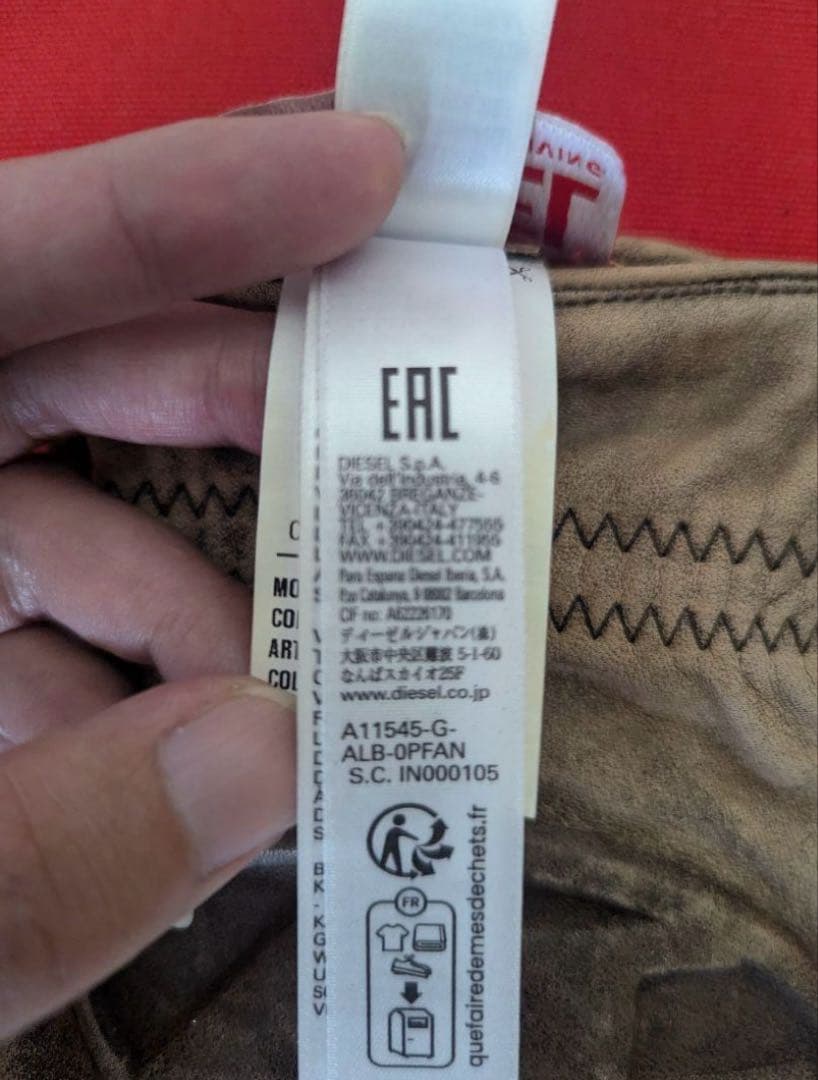 EAC
DIESEL S.p.A.
Via dell'Industria, 4-6
36042 BREGANZE-
VICENZA-ITALY
TEL +390424-477555
FAX +390424-411955
WWW.DIESEL.COM
Para Espana Diesel Iberia, S.A.
Pzo Catalunya, 9 08002 Barcelona
CIF no: A62226170
ディーゼルジャパン(株)
大阪市中央区難波 5-1-60
なんばスカイオ25F
www.diesel.co.jp
A11545-G-
ALB-0PFAN
S.C. IN000105
FR
quefairedemesdechets.fr
MO
CO
ART
COL